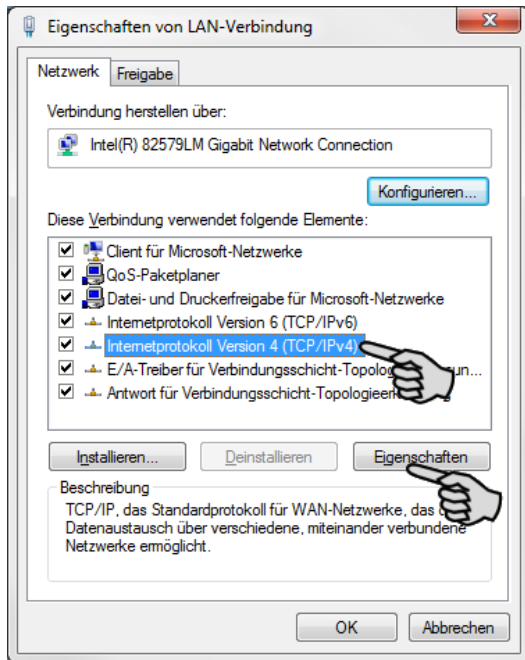 Eigenschaften von LAN-Verbindung
Netzwerk Freigabe
Verbindung herstellen über:
Intel(R) 82579LM Gigabit Network Connection
Konfigurieren...
Diese Verbindung verwendet folgende Elemente:
Client für Microsoft-Netzwerke
QoS-Paketplaner
Datei- und Druckerfreigabe für Microsoft-Netzwerke
Internetprotokoll Version 6 (TCP/IPv6)
Internetprotokoll Version 4 (TCP/IPv4)
E/A-Treiber für Verbindungsschicht-
Antwort für Verbindungsschicht-
Installieren... Deinstallieren Eigenschaften
Beschreibung
TCP/IP, das Standardprotokoll für WAN-Netzwerke, das
Datenaustausch über verschiedene, miteinander verbundene
Netzwerke ermöglicht.
OK Abbrechen